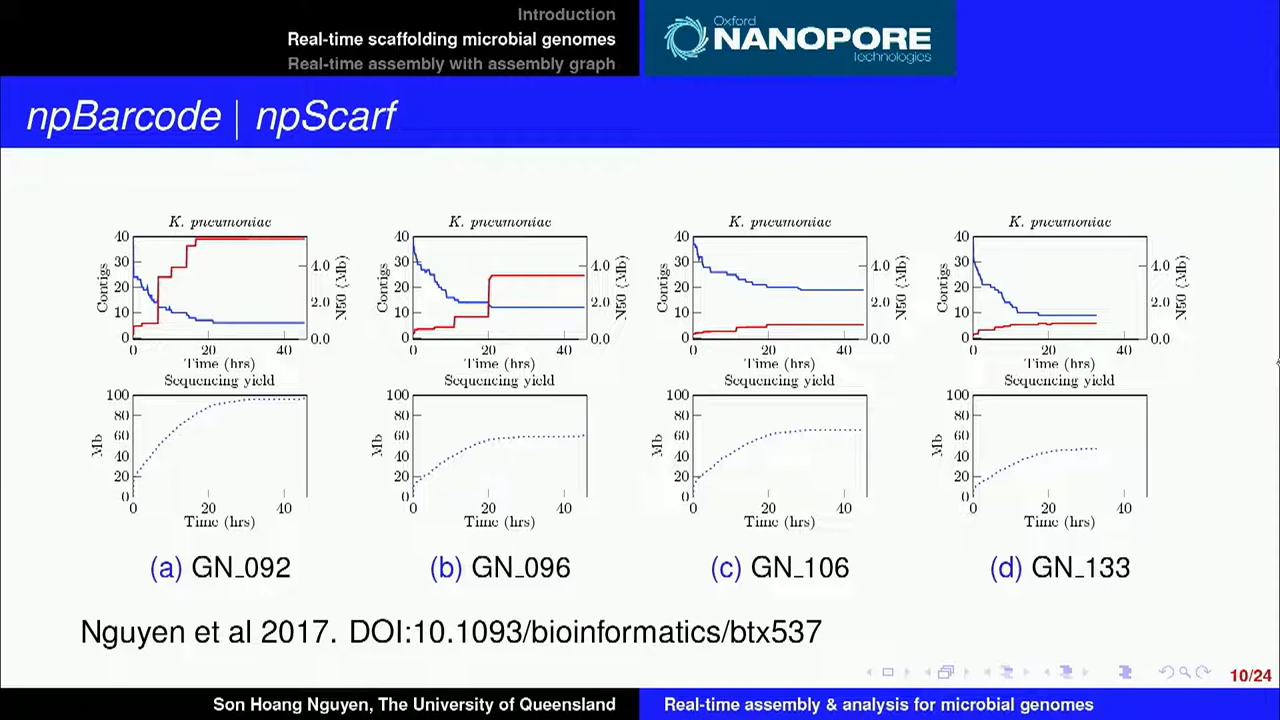 Introduction
Real-time scaffolding microbial genomes
Real-time assembly with assembly graph
Oxford
NANOPORE
Technologies
npBarcode | npScarf
K. pneumoniae K. pneumoniae K. pneumoniae K. pneumoniae
Contigs 40 30 20 10 0 4.0 2.0 0.0 N50 (Mb)
0 20 40
Time (hrs)
Contigs 40 30 20 10 0 4.0 2.0 0.0 N50 (Mb)
0 20 40
Time (hrs)
Contigs 40 30 20 10 0 4.0 2.0 0.0 N50 (Mb)
0 20 40
Time (hrs)
Contigs 40 30 20 10 0 4.0 2.0 0.0 N50 (Mb)
0 20 40
Time (hrs)
Sequencing yield Sequencing yield Sequencing yield Sequencing yield
Mb 100 80 60 40 20 0
0 20 40
Time (hrs)
Mb 100 80 60 40 20 0
0 20 40
Time (hrs)
Mb 100 80 60 40 20 0
0 20 40
Time (hrs)
Mb 100 80 60 40 20 0
0 20 40
Time (hrs)
(a) GN_092 (b) GN_096 (c) GN_106 (d) GN_133
Nguyen et al 2017. DOI:10.1093/bioinformatics/btx537
10/24
Son Hoang Nguyen, The University of Queensland
Real-time assembly & analysis for microbial genomes